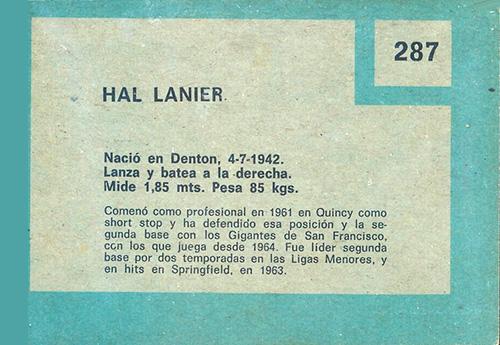 287
HAL LANIER.
Nació en Denton, 4-7-1942.
Lanza y batea a la derecha.
Mide 1,85 mts. Pesa 85 kgs.
Comenó como profesional en 1961 en Quincy como
short stop y ha defendido esa posición y la se-
gunda base con los Gigantes de San Francisco,
con los que juega desde 1964. Fue líder segunda
base por dos temporadas en las Ligas Menores, y
en hits en Springfield, en 1963.